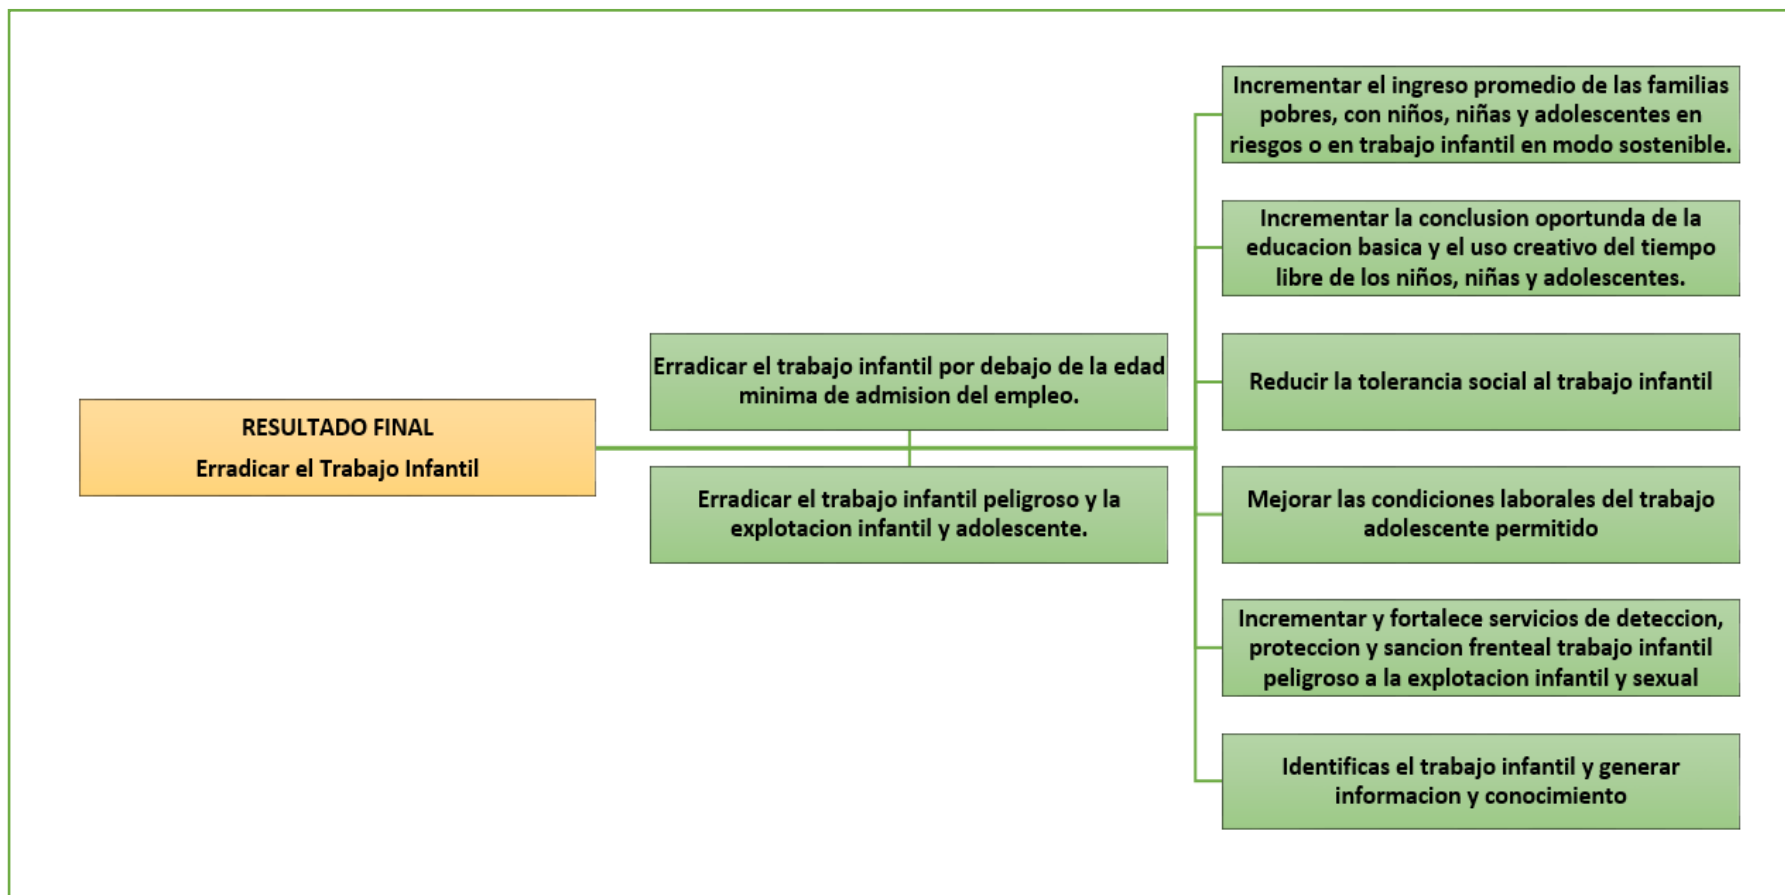 RESULTADO FINAL
Erradicar el Trabajo Infantil
Erradicar el trabajo infantil por debajo de la edad
minima de admision del empleo.
Erradicar el trabajo infantil peligroso y la
explotacion infantil y adolescente.
Incrementar el ingreso promedio de las familias
pobres, con niños, niñas y adolescentes en
riesgos o en trabajo infantil en modo sostenible.
Incrementar la conclusion oportunda de la
educacion basica y el uso creativo del tiempo
libre de los niños, niñas y adolescentes.
Reducir la tolerancia social al trabajo infantil
Mejorar las condiciones laborales del trabajo
adolescente permitido
Incrementar y fortalece servicios de deteccion,
proteccion y sancion frenteal trabajo infantil
peligroso a la explotacion infantil y sexual
Identificas el trabajo infantil y generar
informacion y conocimiento